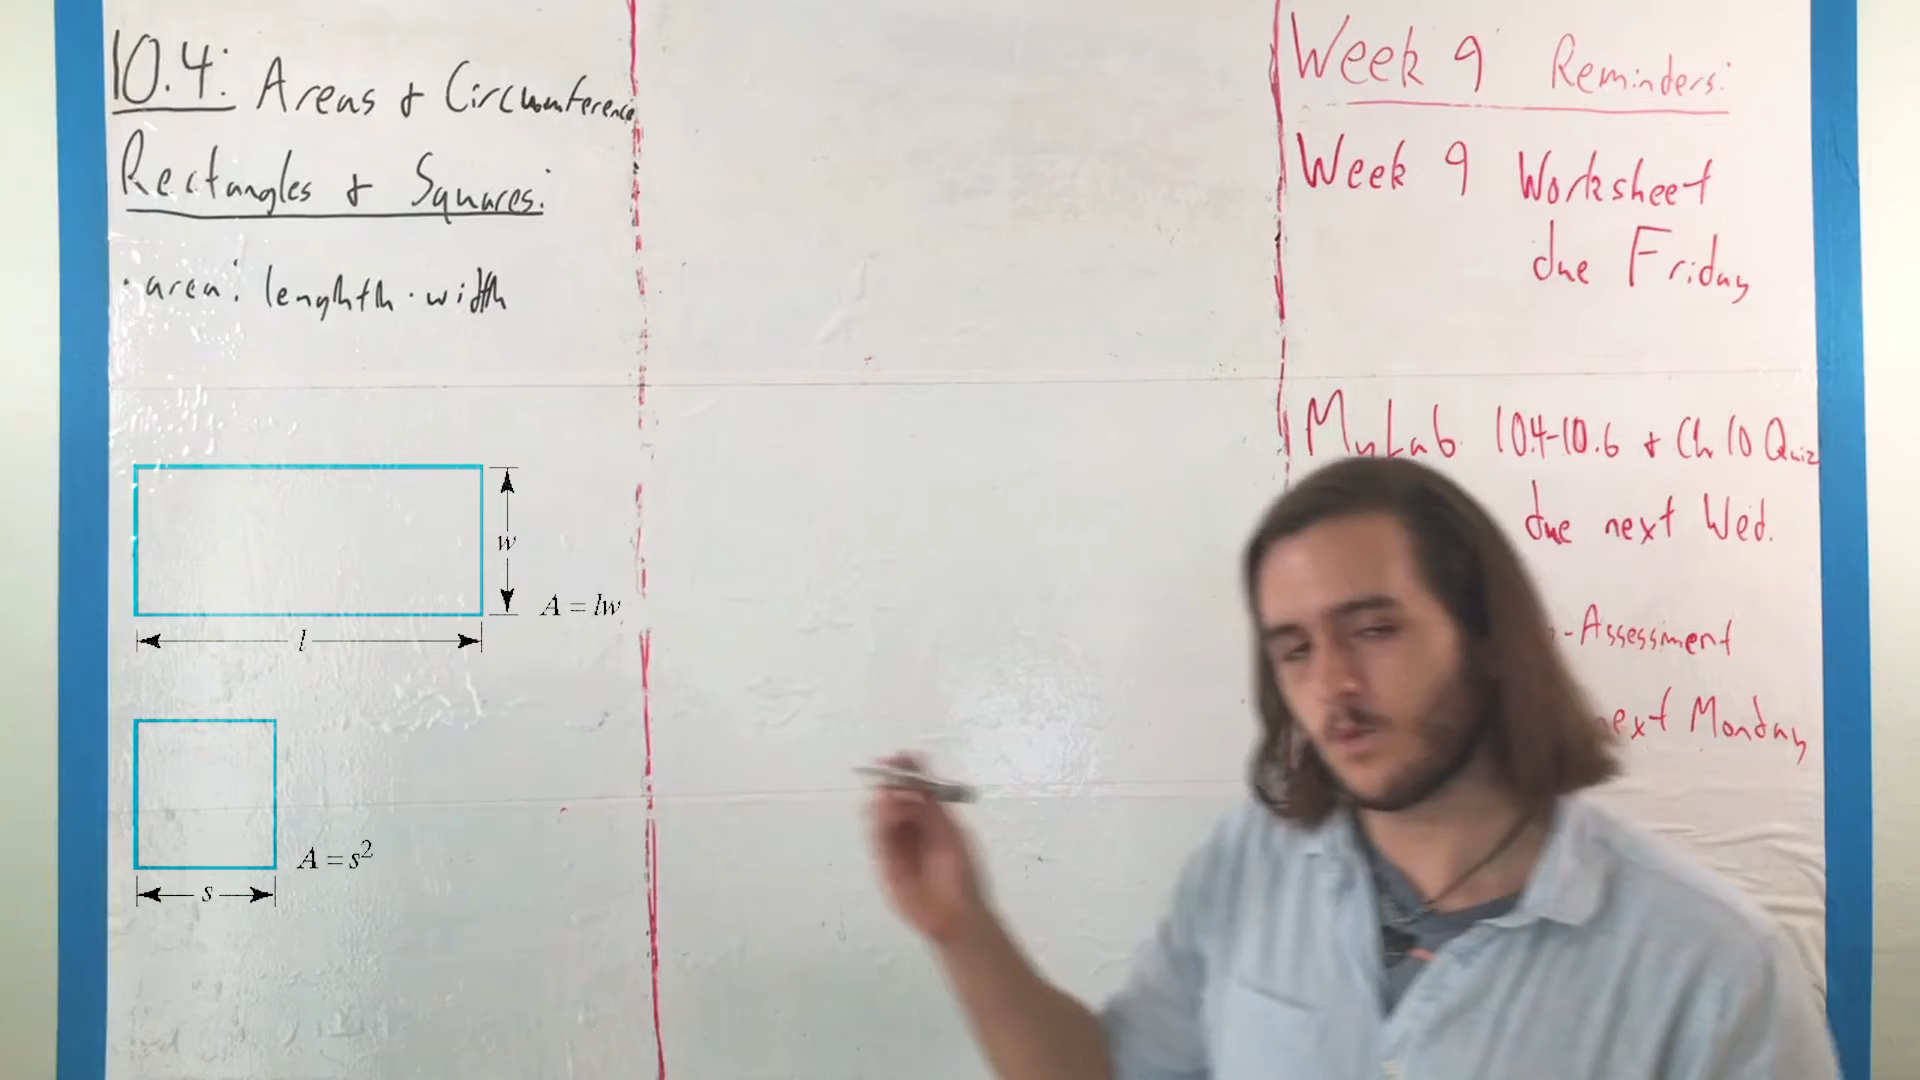 10.4: Areas & Circumference
Rectangles & Squares:
· area: lenghth · width
w
A = lw
l
A = s²
s
Week 9 Reminders:
Week 9 Worksheet
due Friday
MyLab 10.4-10.6 & Ch 10 Quiz
due next Wed.
-Assessment
next Monday